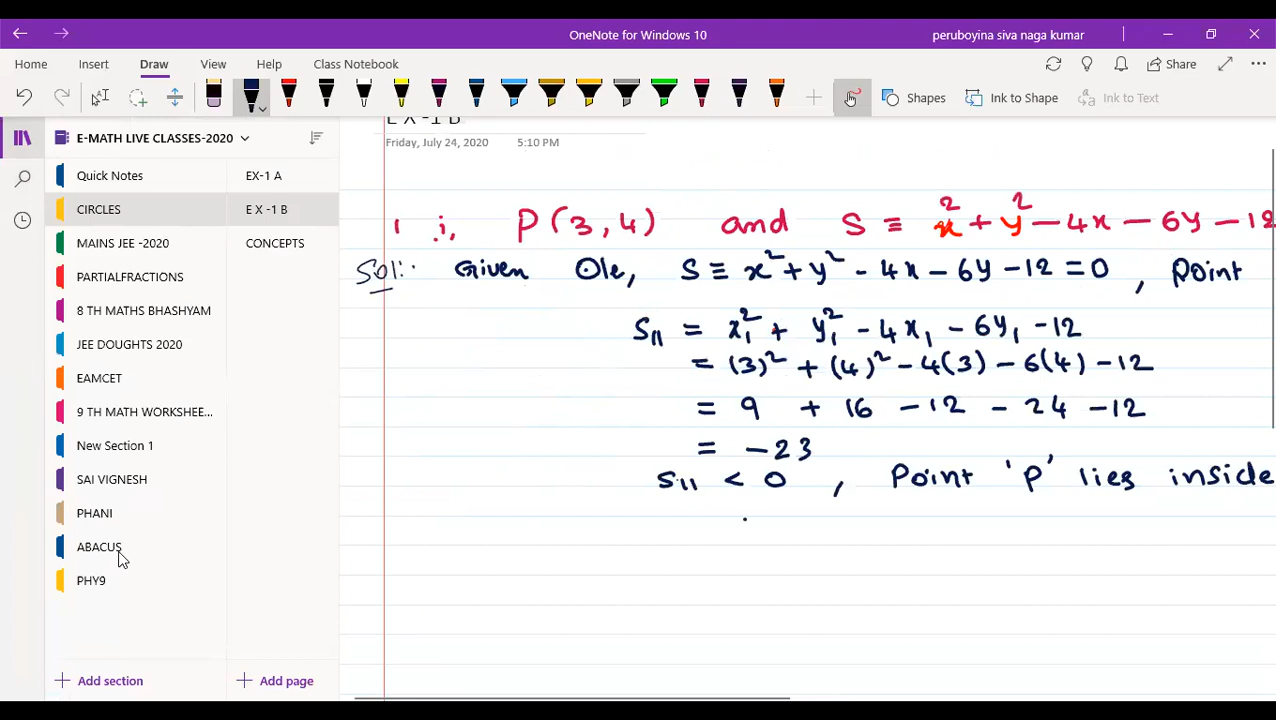 OneNote for Windows 10
peruboyina siva naga kumar
Home Insert Draw View Help Class Notebook
Share
Shapes Ink to Shape Ink to Text
E-MATH LIVE CLASSES-2020
Quick Notes
CIRCLES
MAINS JEE -2020
PARTIALFRACTIONS
8 TH MATHS BHASHYAM
JEE DOUGHTS 2020
EAMCET
9 TH MATH WORKSHEE...
New Section 1
SAI VIGNESH
PHANI
ABACUS
PHY9
Add section
EX-1 A
E X -1 B
CONCEPTS
Add page
E X -1 B
Friday, July 24, 2020 5:10 PM
1 i, P(3,4) and S ≡ x² + y² - 4x - 6y - 12
Sol: Given Ole, S ≡ x² + y² - 4x - 6y - 12 = 0, Point
S₁₁ = x₁² + y₁² - 4x₁ - 6y₁ - 12
= (3)² + (4)² - 4(3) - 6(4) - 12
= 9 + 16 - 12 - 24 - 12
= -23
S₁₁ < 0, Point 'P' lies inside